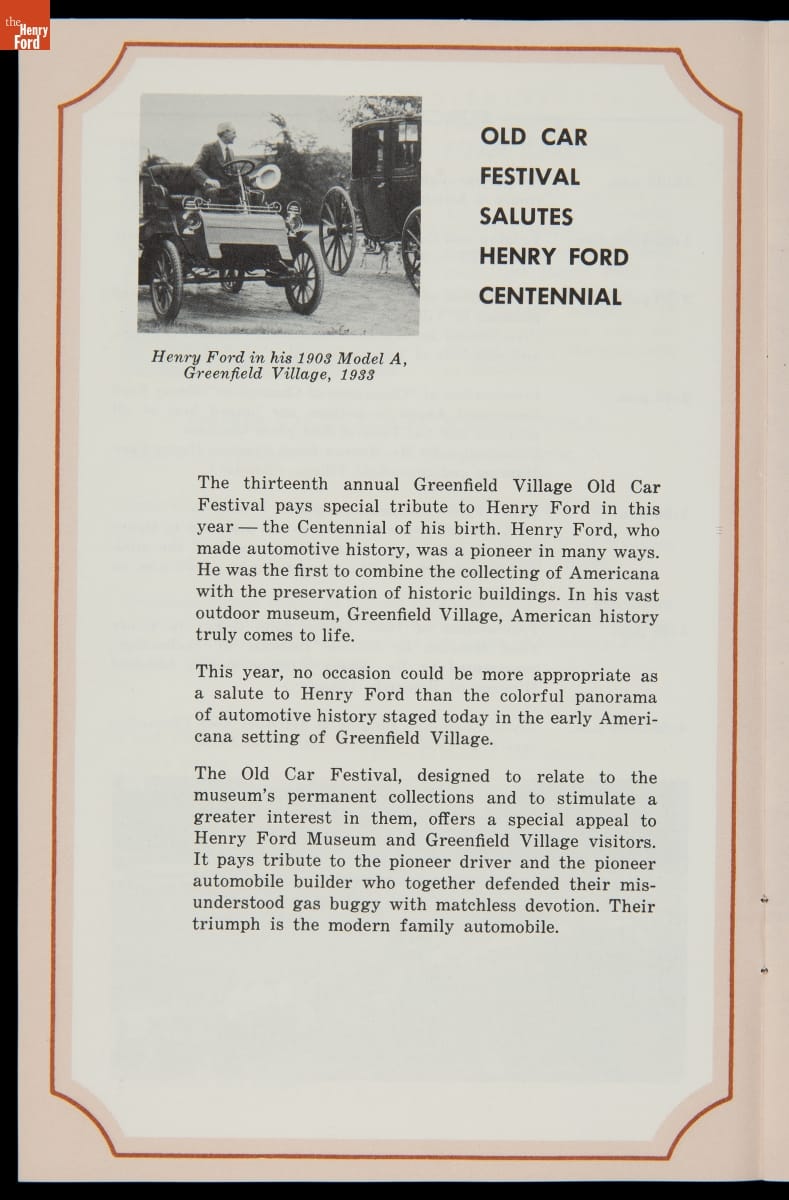 the
Henry
Ford
OLD CAR
FESTIVAL
SALUTES
HENRY FORD
CENTENNIAL
Henry Ford in his 1903 Model A,
Greenfield Village, 1933
The thirteenth annual Greenfield Village Old Car
Festival pays special tribute to Henry Ford in this
year — the Centennial of his birth. Henry Ford, who
made automotive history, was a pioneer in many ways.
He was the first to combine the collecting of Americana
with the preservation of historic buildings. In his vast
outdoor museum, Greenfield Village, American history
truly comes to life.
This year, no occasion could be more appropriate as
a salute to Henry Ford than the colorful panorama
of automotive history staged today in the early Ameri-
cana setting of Greenfield Village.
The Old Car Festival, designed to relate to the
museum's permanent collections and to stimulate a
greater interest in them, offers a special appeal to
Henry Ford Museum and Greenfield Village visitors.
It pays tribute to the pioneer driver and the pioneer
automobile builder who together defended their mis-
understood gas buggy with matchless devotion. Their
triumph is the modern family automobile.